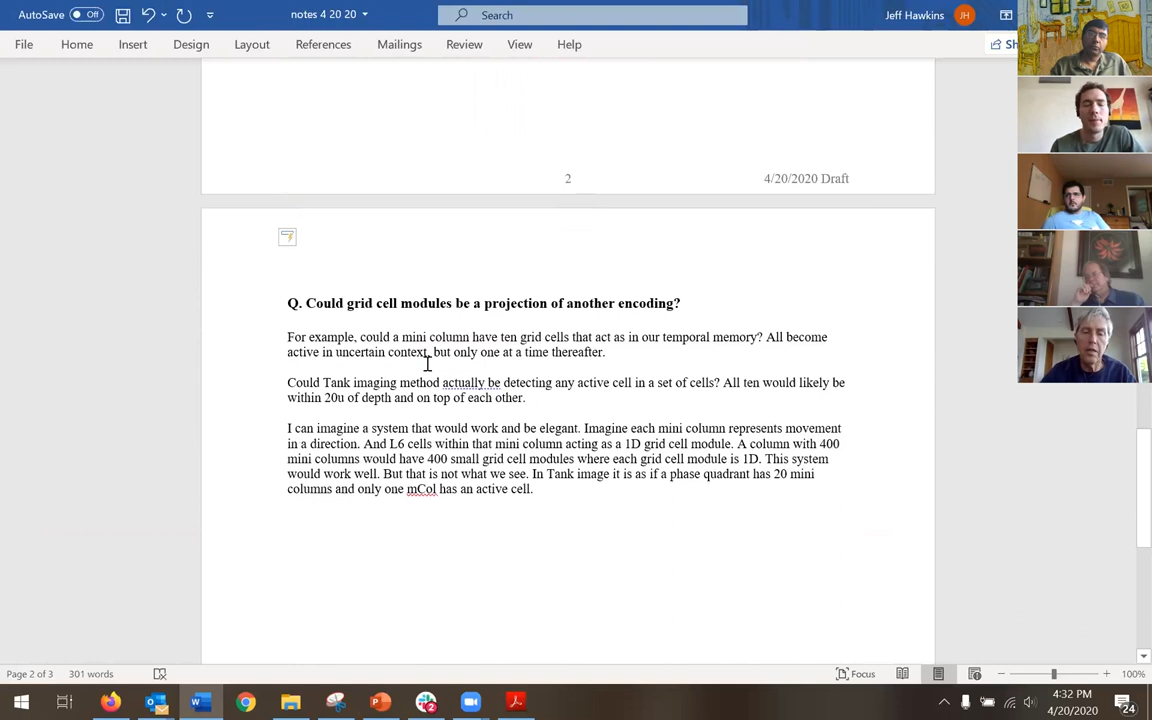 AutoSave Off
notes 4 20 20
Search
Jeff Hawkins
JH
File Home Insert Design Layout References Mailings Review View Help
Sh
2 4/20/2020 Draft
Q. Could grid cell modules be a projection of another encoding?
For example, could a mini column have ten grid cells that act as in our temporal memory? All become
active in uncertain context, but only one at a time thereafter.
Could Tank imaging method actually be detecting any active cell in a set of cells? All ten would likely be
within 20u of depth and on top of each other.
I can imagine a system that would work and be elegant. Imagine each mini column represents movement
in a direction. And L6 cells within that mini column acting as a 1D grid cell module. A column with 400
mini columns would have 400 small grid cell modules where each grid cell module is 1D. This system
would work well. But that is not what we see. In Tank image it is as if a phase quadrant has 20 mini
columns and only one mCol has an active cell.
Page 2 of 3 301 words
Focus
100%
4:32 PM
4/20/2020
24